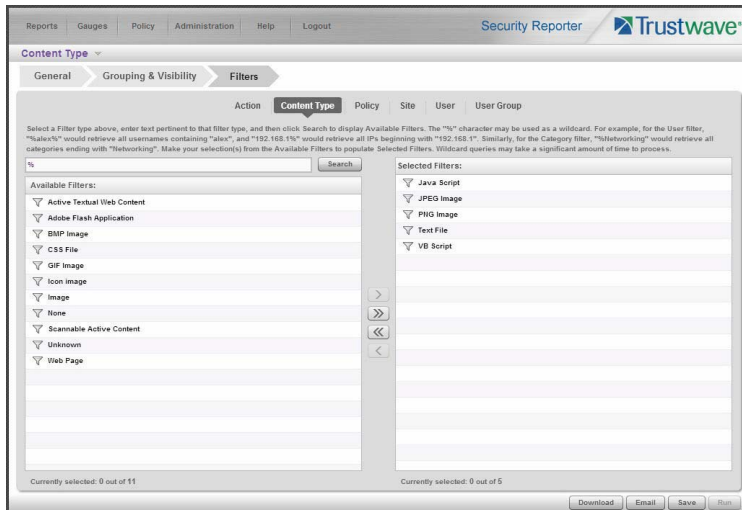 Reports Gauges Policy Administration Help Logout Security Reporter Trustwave®
Content Type
General Grouping & Visibility Filters
Action Content Type Policy Site User User Group
Select a Filter type above, enter text pertinent to that filter type, and then click Search to display Available Filters. The "%" character may be used as a wildcard. For example, for the User filter,
"%alex%" would retrieve all usernames containing "alex", and "192.168.1%" would retrieve all IPs beginning with "192.168.1". Similarly, for the Category filter, "%Networking" would retrieve all
categories ending with "Networking". Make your selection(s) from the Available Filters to populate Selected Filters. Wildcard queries may take a significant amount of time to process.
% Search
Available Filters:
Active Textual Web Content
Adobe Flash Application
BMP Image
CSS File
GIF Image
Icon image
Image
None
Scannable Active Content
Unknown
Web Page
Currently selected: 0 out of 11
Selected Filters:
Java Script
JPEG Image
PNG Image
Text File
VB Script
Currently selected: 0 out of 5
Download Email Save Run